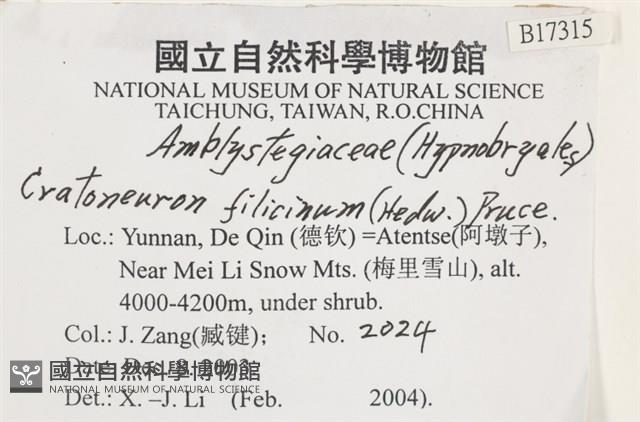 B17315
國立自然科學博物館
NATIONAL MUSEUM OF NATURAL SCIENCE
TAICHUNG, TAIWAN, R.O.CHINA
Amblystegiaceae (Hypnobryales)
Cratoneuron filicinum (Hedw.) Pruce.
Loc.: Yunnan, De Qin (德钦) =Atentse(阿墩子),
Near Mei Li Snow Mts. (梅里雪山), alt.
4000-4200m, under shrub.
Col.: J. Zang(臧键); No. 2024
國立自然科學博物館
NATIONAL MUSEUM OF NATURAL SCIENCE
Det.: X. –J. Li (Feb. 2004).